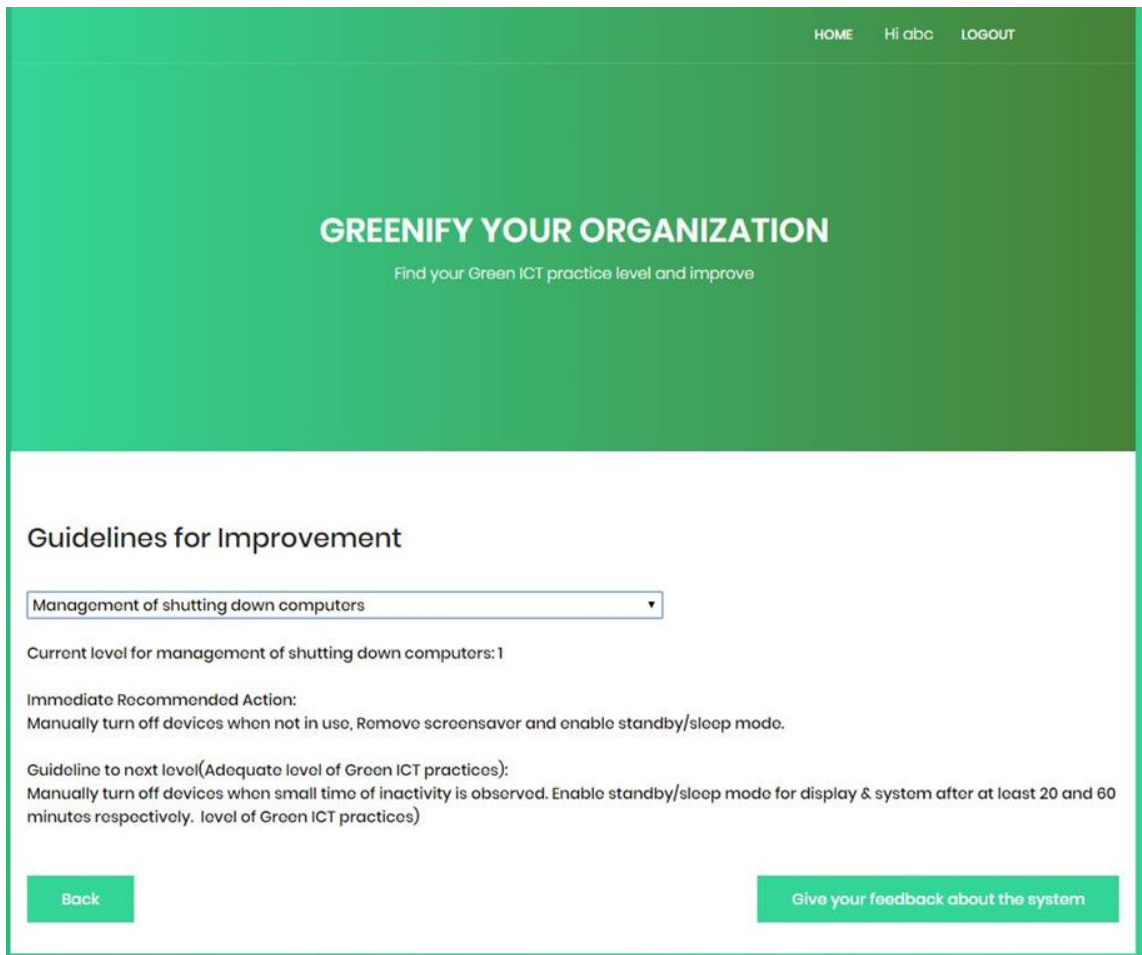 HOME Hi abc LOGOUT
GREENIFY YOUR ORGANIZATION
Find your Green ICT practice level and improve
Guidelines for Improvement
Management of shutting down computers
Current level for management of shutting down computers: 1
Immediate Recommended Action:
Manually turn off devices when not in use, Remove screensaver and enable standby/sleep mode.
Guideline to next level(Adequate level of Green ICT practices):
Manually turn off devices when small time of inactivity is observed. Enable standby/sleep mode for display & system after at least 20 and 60
minutes respectively. level of Green ICT practices)
Back Give your feedback about the system